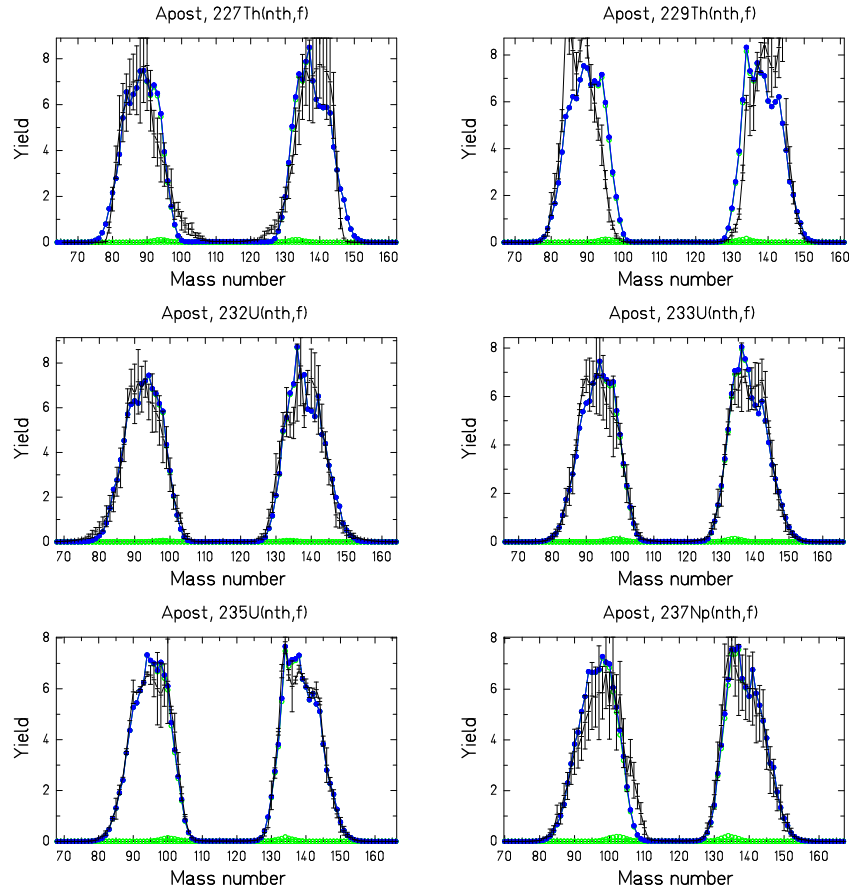 Apost, 227Th(nth,f)
Yield
8
6
4
2
0
70 80 90 100 110 120 130 140 150 160
Mass number
Apost, 229Th(nth,f)
Yield
8
6
4
2
0
70 80 90 100 110 120 130 140 150 160
Mass number
Apost, 232U(nth,f)
Yield
8
6
4
2
0
70 80 90 100 110 120 130 140 150 160
Mass number
Apost, 233U(nth,f)
Yield
8
6
4
2
0
70 80 90 100 110 120 130 140 150 160
Mass number
Apost, 235U(nth,f)
Yield
8
6
4
2
0
70 80 90 100 110 120 130 140 150 160
Mass number
Apost, 237Np(nth,f)
Yield
8
6
4
2
0
70 80 90 100 110 120 130 140 150 160
Mass number